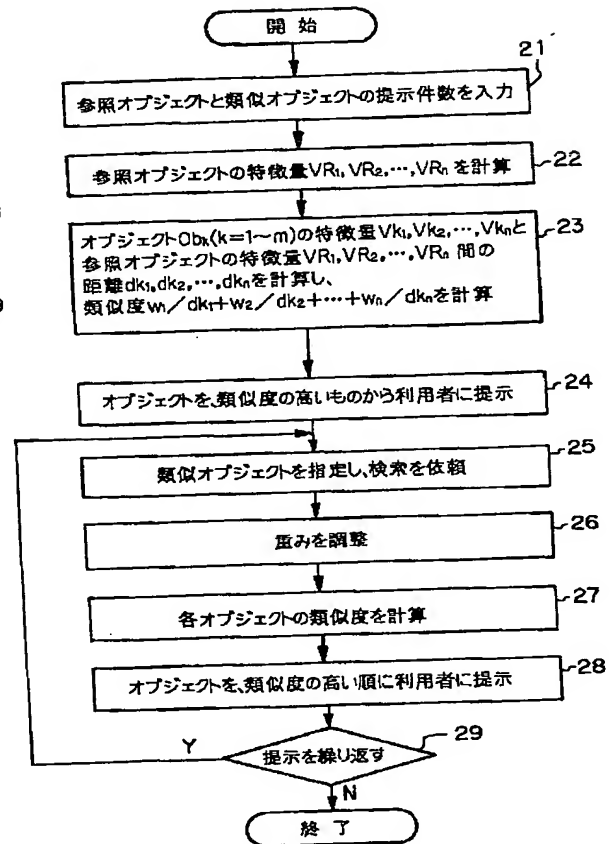 開始
21
参照オブジェクトと類似オブジェクトの提示件数を入力
22
参照オブジェクトの特徴量VR₁,VR₂,…,VRₙを計算
23
オブジェクトObₖ(k=1~m)の特徴量Vk₁,Vk₂,…,Vkₙと
参照オブジェクトの特徴量VR₁,VR₂,…,VRₙ間の
距離dk₁,dk₂,…,dkₙを計算し、
類似度w₁/dk₁+w₂/dk₂+…+wₙ/dkₙを計算
24
オブジェクトを、類似度の高いものから利用者に提示
25
類似オブジェクトを指定し、検索を依頼
26
重みを調整
27
各オブジェクトの類似度を計算
28
オブジェクトを、類似度の高い順に利用者に提示
29
提示を繰り返す
Y
N
終了